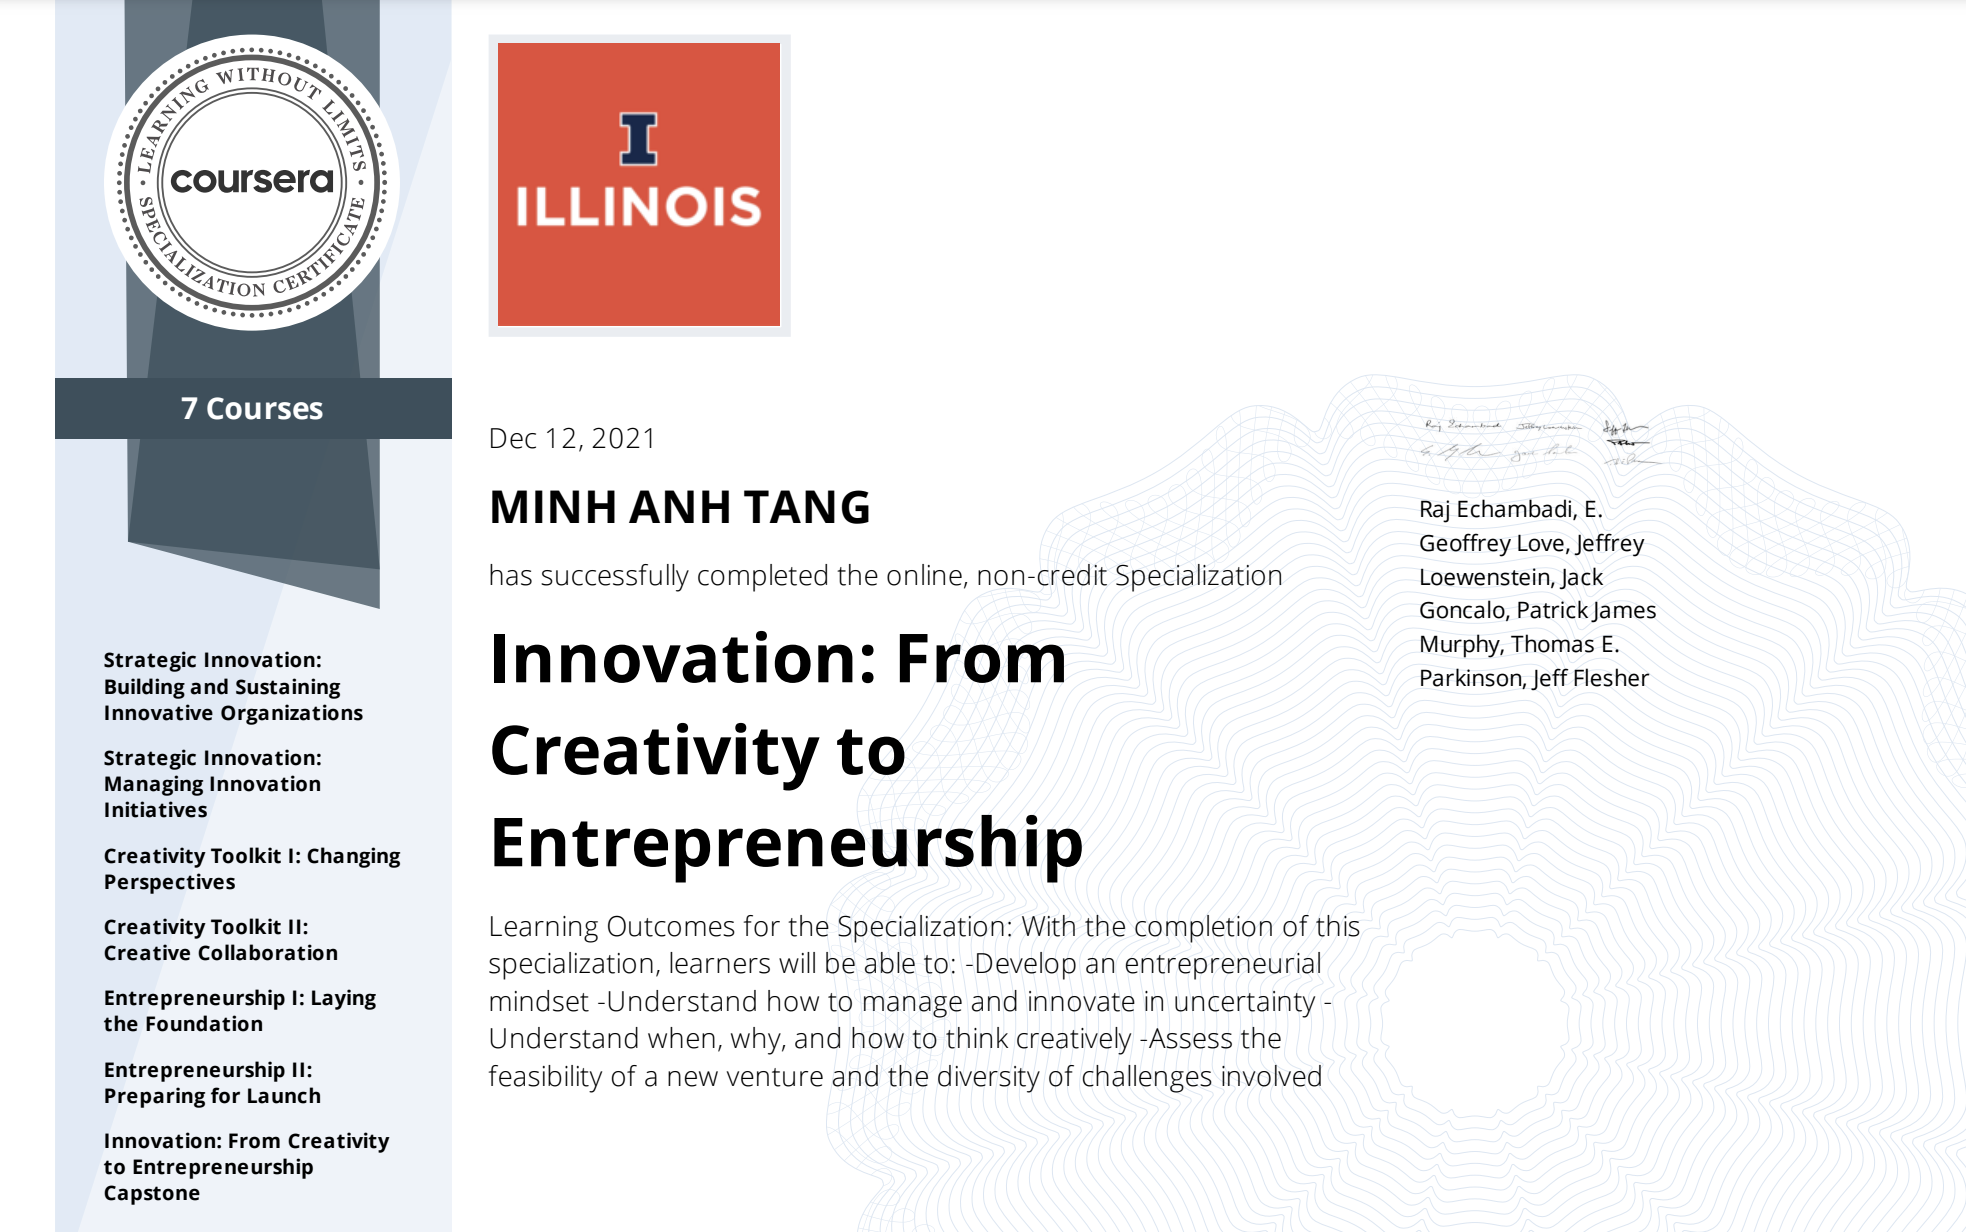 LEARNING WITHOUT LIMITS
coursera
SPECIALIZATION CERTIFICATE
7 Courses
Strategic Innovation:
Building and Sustaining
Innovative Organizations
Strategic Innovation:
Managing Innovation
Initiatives
Creativity Toolkit I: Changing
Perspectives
Creativity Toolkit II:
Creative Collaboration
Entrepreneurship I: Laying
the Foundation
Entrepreneurship II:
Preparing for Launch
Innovation: From Creativity
to Entrepreneurship
Capstone
I
ILLINOIS
Dec 12, 2021
MINH ANH TANG
has successfully completed the online, non-credit Specialization
Innovation: From
Creativity to
Entrepreneurship
Learning Outcomes for the Specialization: With the completion of this
specialization, learners will be able to: -Develop an entrepreneurial
mindset -Understand how to manage and innovate in uncertainty -
Understand when, why, and how to think creatively -Assess the
feasibility of a new venture and the diversity of challenges involved
Raj Echambadi, E.
Geoffrey Love, Jeffrey
Loewenstein, Jack
Goncalo, Patrick James
Murphy, Thomas E.
Parkinson, Jeff Flesher